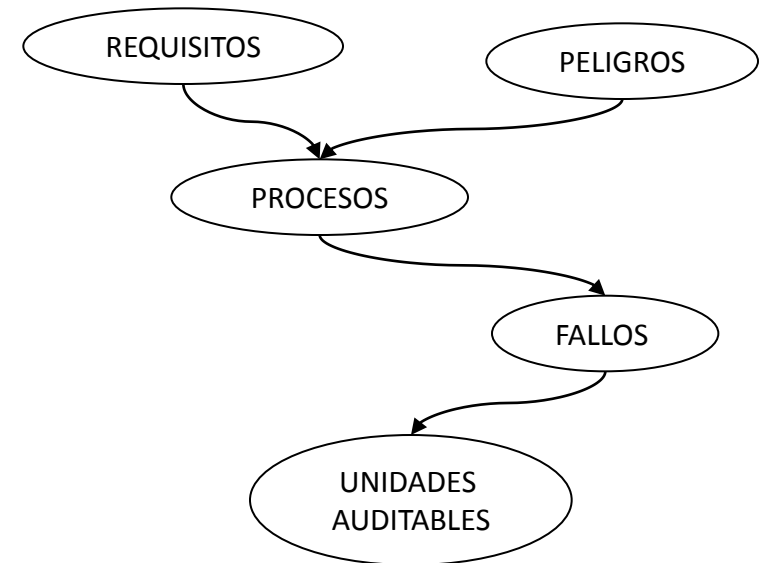 REQUISITOS
PELIGROS
PROCESOS
FALLOS
UNIDADES
AUDITABLES